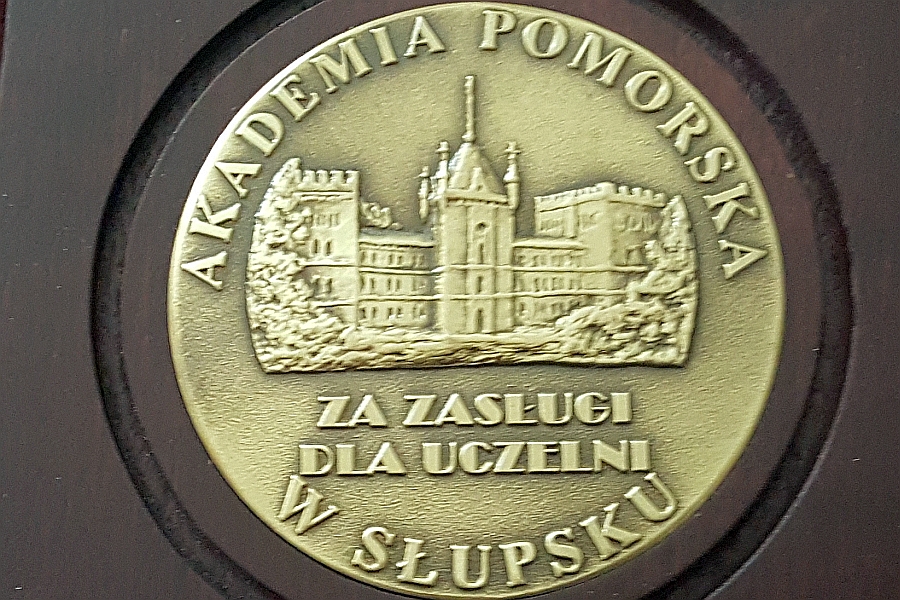 AKADEMIA POMORSKA
ZA ZASŁUGI
DLA UCZELNI
W SŁUPSKU